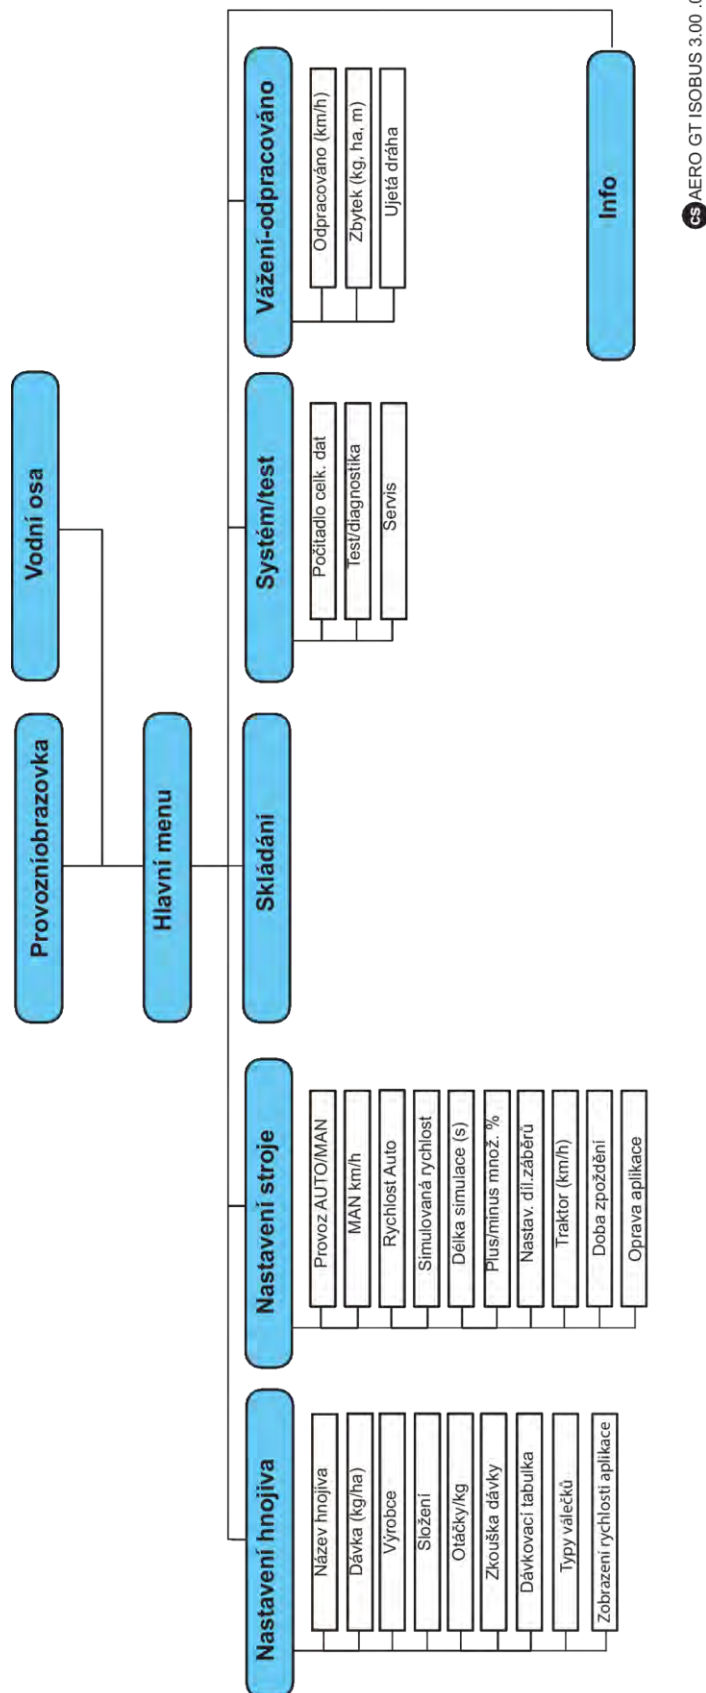 Provozníobrazovka
Vodní osa
Hlavní menu
Nastavení hnojiva
Název hnojiva
Dávka (kg/ha)
Výrobce
Složení
Otáčky/kg
Zkouška dávky
Dávkovací tabulka
Typy válečků
Zobrazení rychlosti aplikace
Nastavení stroje
Provoz AUTO/MAN
MAN km/h
Rychlost Auto
Simulovaná rychlost
Délka simulace (s)
Plus/minus množ. %
Nastav. díl.záběrů
Traktor (km/h)
Doba zpoždění
Oprava aplikace
Skládání
Systém/test
Počitadlo celk. dat
Test/diagnostika
Servis
Vážení-odpracováno
Odpracováno (km/h)
Zbytek (kg, ha, m)
Ujetá dráha
Info
cs AERO GT ISOBUS 3.00